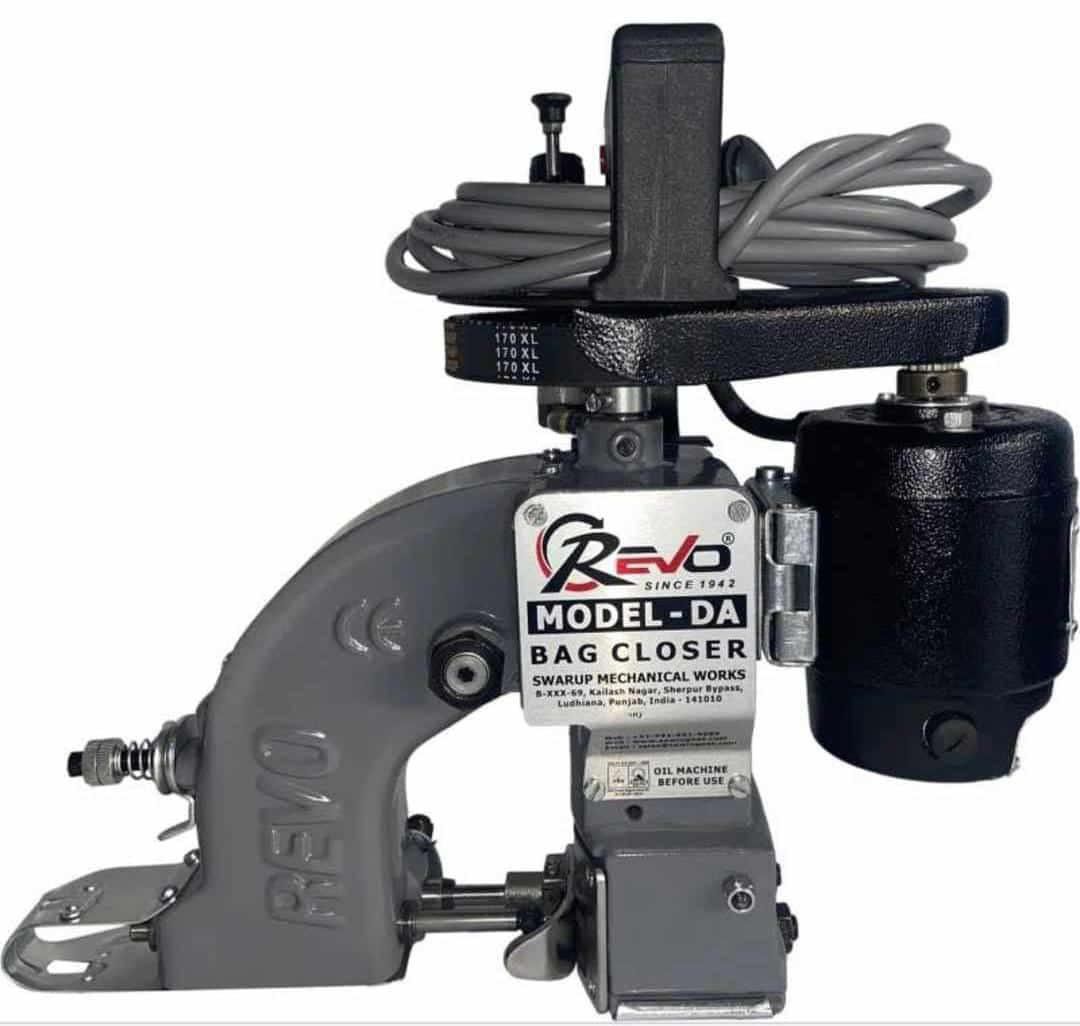 170 XL
170 XL
170 XL
REVO®
SINCE 1942
MODEL-DA
BAG CLOSER
SWARUP MECHANICAL WORKS
B-XXX-69, Kailash Nagar, Sherpur Bypass,
Ludhiana, Punjab, India - 141010
OIL MACHINE
BEFORE USE
CE
REVO